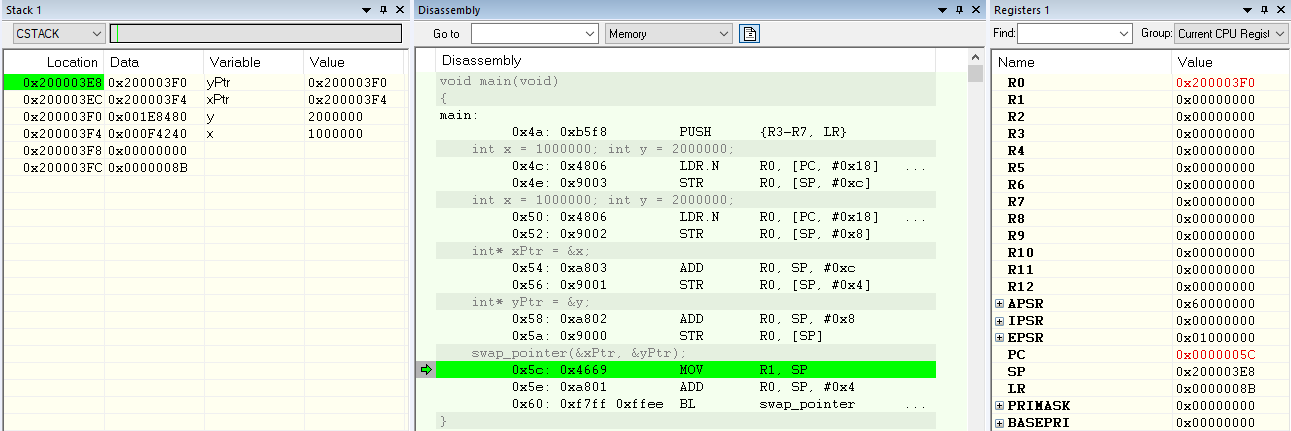 Stack 1
CSTACK
Location Data Variable Value
0x200003E8 0x200003F0 yPtr 0x200003F0
0x200003EC 0x200003F4 xPtr 0x200003F4
0x200003F0 0x001E8480 y 2000000
0x200003F4 0x000F4240 x 1000000
0x200003F8 0x00000000
0x200003FC 0x0000008B
Disassembly
Go to Memory
Disassembly
void main(void)
{
main:
0x4a: 0xb5f8 PUSH {R3-R7, LR}
int x = 1000000; int y = 2000000;
0x4c: 0x4806 LDR.N R0, [PC, #0x18] ...
0x4e: 0x9003 STR R0, [SP, #0xc]
int x = 1000000; int y = 2000000;
0x50: 0x4806 LDR.N R0, [PC, #0x18] ...
0x52: 0x9002 STR R0, [SP, #0x8]
int* xPtr = &x;
0x54: 0xa803 ADD R0, SP, #0xc
0x56: 0x9001 STR R0, [SP, #0x4]
int* yPtr = &y;
0x58: 0xa802 ADD R0, SP, #0x8
0x5a: 0x9000 STR R0, [SP]
swap_pointer(&xPtr, &yPtr);
0x5c: 0x4669 MOV R1, SP
0x5e: 0xa801 ADD R0, SP, #0x4
0x60: 0xf7ff 0xffee BL swap_pointer ...
}
Registers 1
Find: Group: Current CPU Regist
Name Value
R0 0x200003F0
R1 0x00000000
R2 0x00000000
R3 0x00000000
R4 0x00000000
R5 0x00000000
R6 0x00000000
R7 0x00000000
R8 0x00000000
R9 0x00000000
R10 0x00000000
R11 0x00000000
R12 0x00000000
APSR 0x60000000
IPSR 0x00000000
EPSR 0x01000000
PC 0x0000005C
SP 0x200003E8
LR 0x0000008B
PRIMASK 0x00000000
BASEPRI 0x00000000